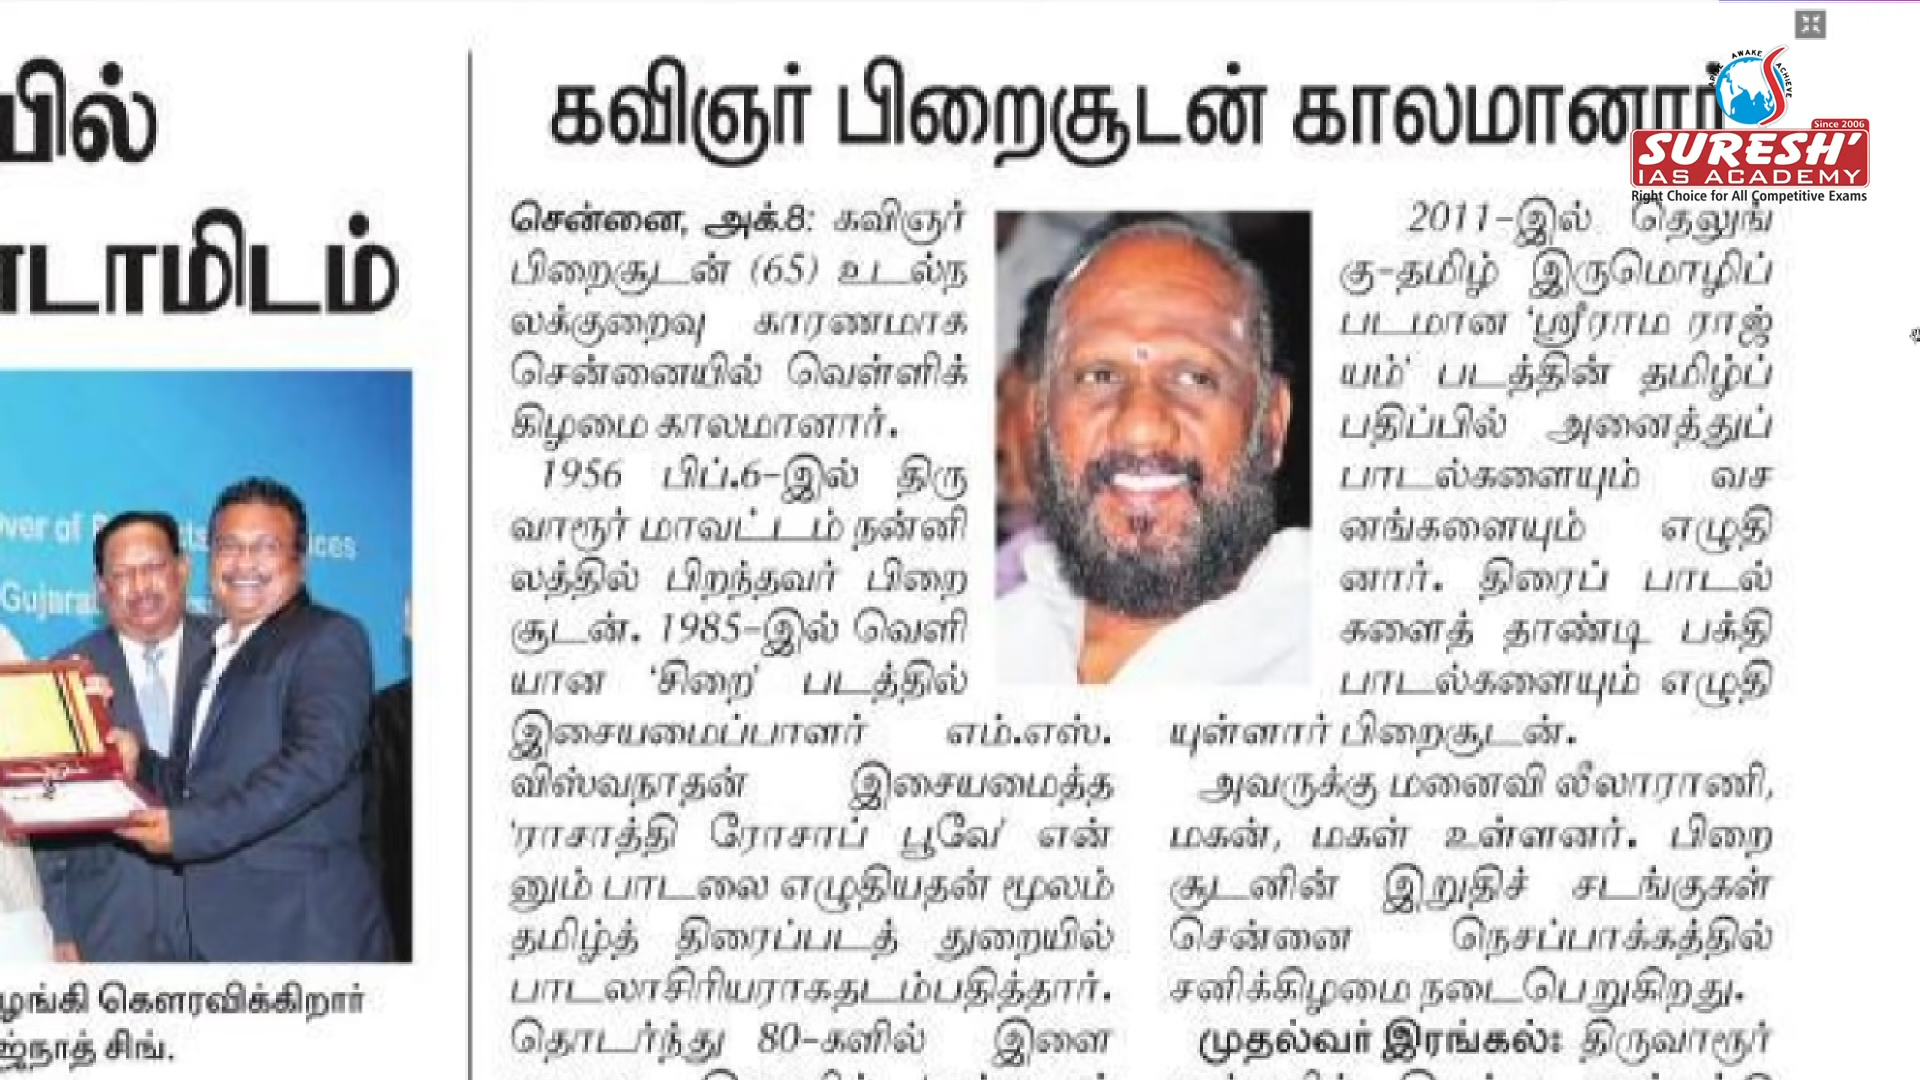 யில்
ண்டாமிடம்
over of
ices
Gujarat
ழங்கி கௌரவிக்கிறார்
ஜ்நாத் சிங்.
கவிஞர் பிறைசூடன் காலமானார்
சென்னை, அக்.8: கவிஞர்
பிறைசூடன் (65) உடல்ந
லக்குறைவு காரணமாக
சென்னையில் வெள்ளிக்
கிழமை காலமானார்.
1956 பிப்.6-இல் திரு
வாரூர் மாவட்டம் நன்னி
லத்தில் பிறந்தவர் பிறை
சூடன். 1985-இல் வெளி
யான 'சிறை' படத்தில்
இசையமைப்பாளர் எம்.எஸ்.
விஸ்வநாதன் இசையமைத்த
'ராசாத்தி ரோசாப் பூவே' என்
னும் பாடலை எழுதியதன் மூலம்
தமிழ்த் திரைப்படத் துறையில்
பாடலாசிரியராகதடம்பதித்தார்.
தொடர்ந்து 80-களில் இளை
2011-இல் தெலுங்
கு-தமிழ் இருமொழிப்
படமான 'ஸ்ரீராம ராஜ்
யம்' படத்தின் தமிழ்ப்
பதிப்பில் அனைத்துப்
பாடல்களையும் வச
னங்களையும் எழுதி
னார். திரைப் பாடல்
களைத் தாண்டி பக்தி
பாடல்களையும் எழுதி
யுள்ளார் பிறைசூடன்.
அவருக்கு மனைவி லீலாராணி,
மகன், மகள் உள்ளனர். பிறை
சூடனின் இறுதிச் சடங்குகள்
சென்னை நெசப்பாக்கத்தில்
சனிக்கிழமை நடைபெறுகிறது.
முதல்வர் இரங்கல்: திருவாரூர்
AWAKE
ACHIEVE
Since 2006
SURESH'
IAS ACADEMY
Right Choice for All Competitive Exams